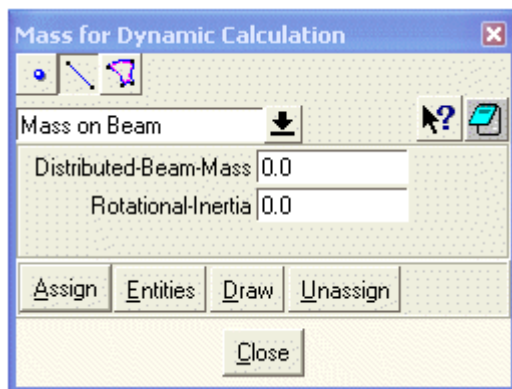 Mass for Dynamic Calculation
Mass on Beam
Distributed-Beam-Mass 0.0
Rotational-Inertia 0.0
Assign Entities Draw Unassign
Close